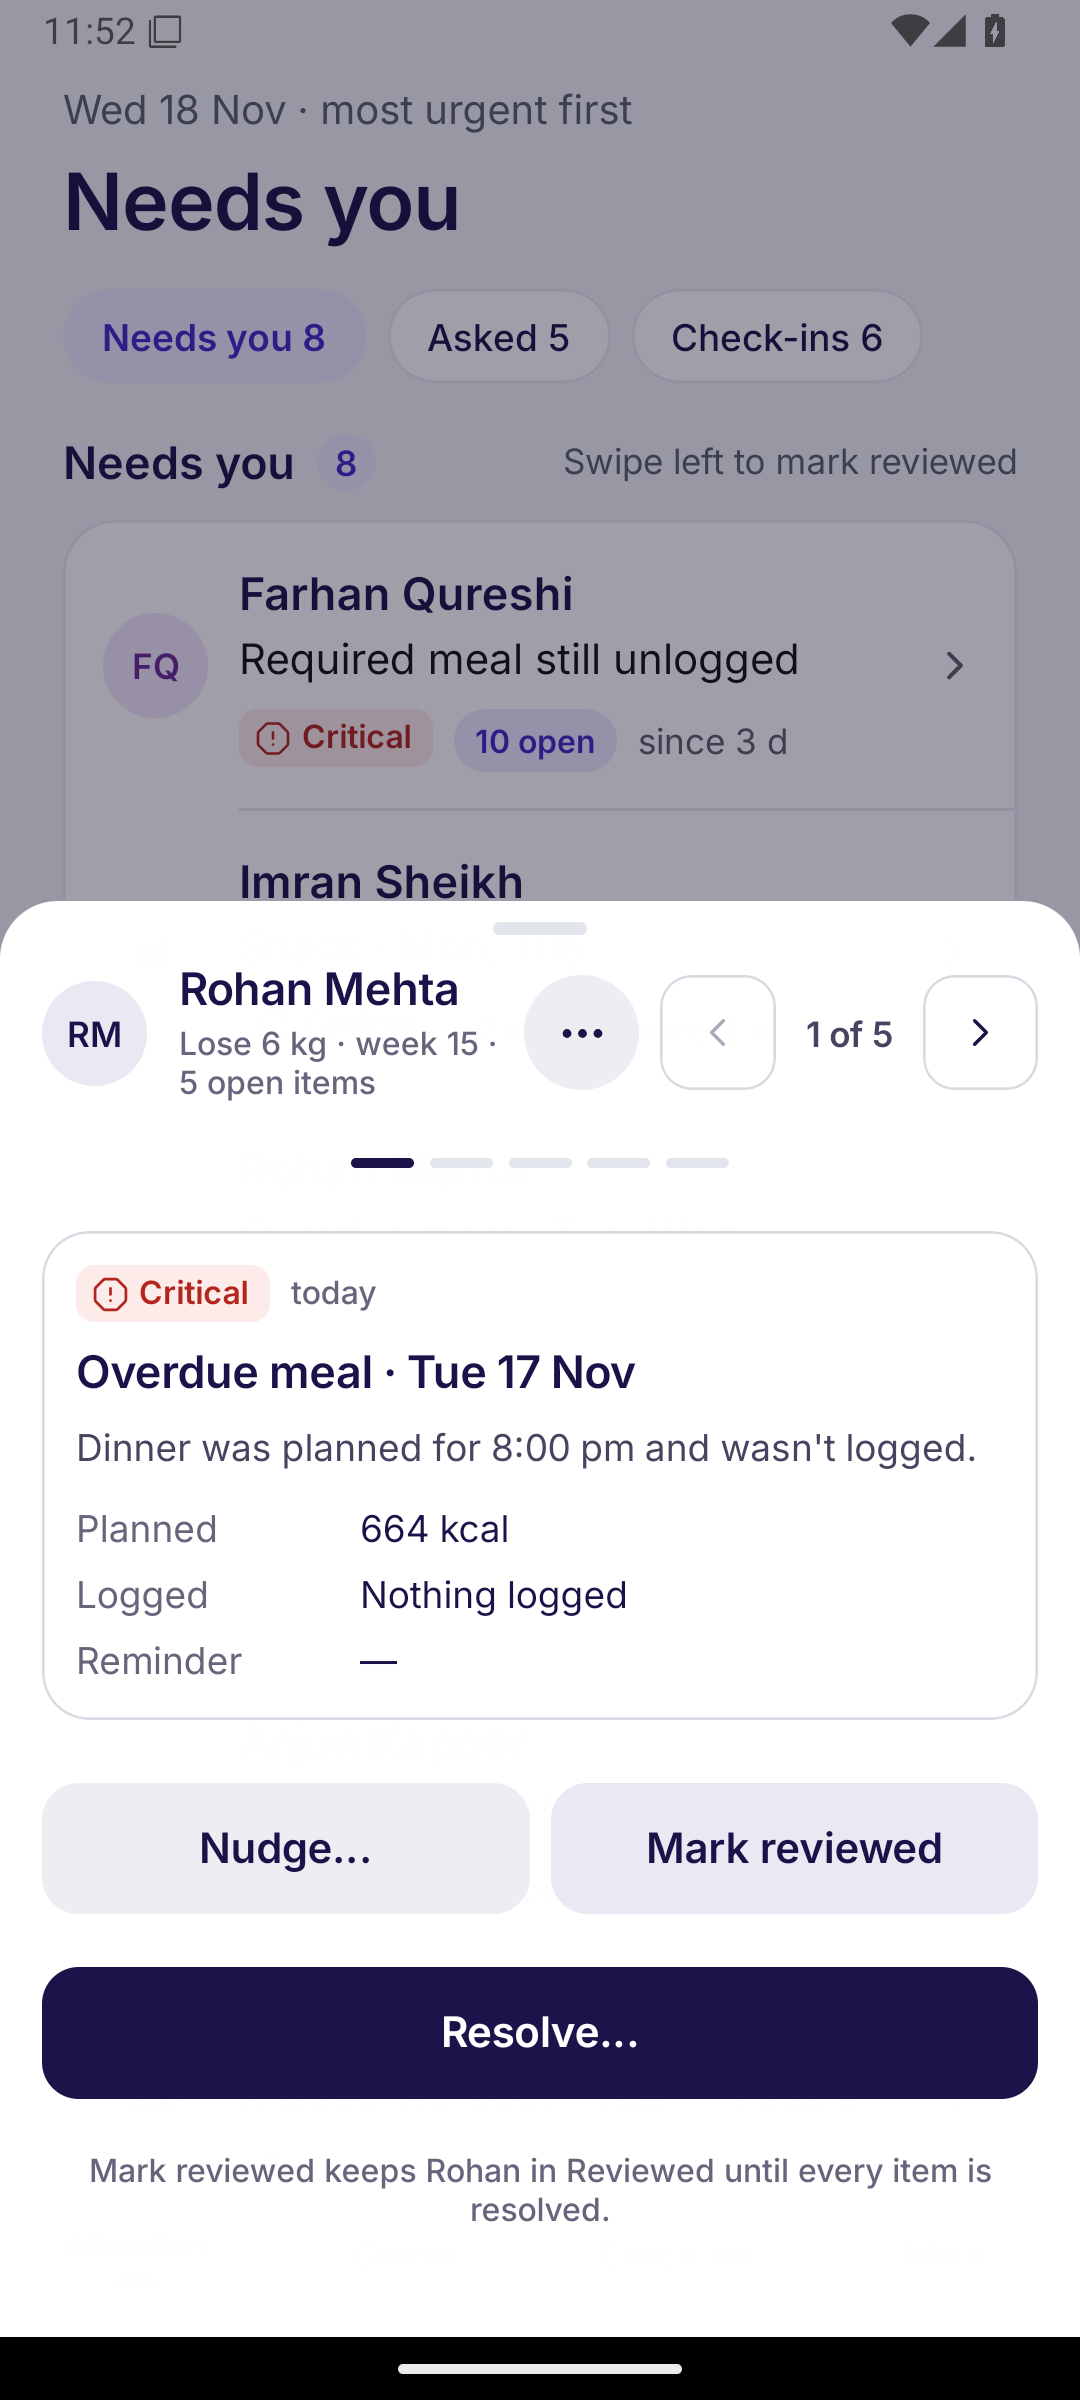 11:52
Wed 18 Nov · most urgent first
Needs you
Needs you 8
Asked 5
Check-ins 6
Needs you 8
Swipe left to mark reviewed
Farhan Qureshi
FQ
Required meal still unlogged
Critical
10 open
since 3 d
Imran Sheikh
RM
Rohan Mehta
Lose 6 kg · week 15 ·
5 open items
1 of 5
Critical
today
Overdue meal · Tue 17 Nov
Dinner was planned for 8:00 pm and wasn't logged.
Planned 664 kcal
Logged Nothing logged
Reminder —
Nudge...
Mark reviewed
Resolve...
Mark reviewed keeps Rohan in Reviewed until every item is
resolved.